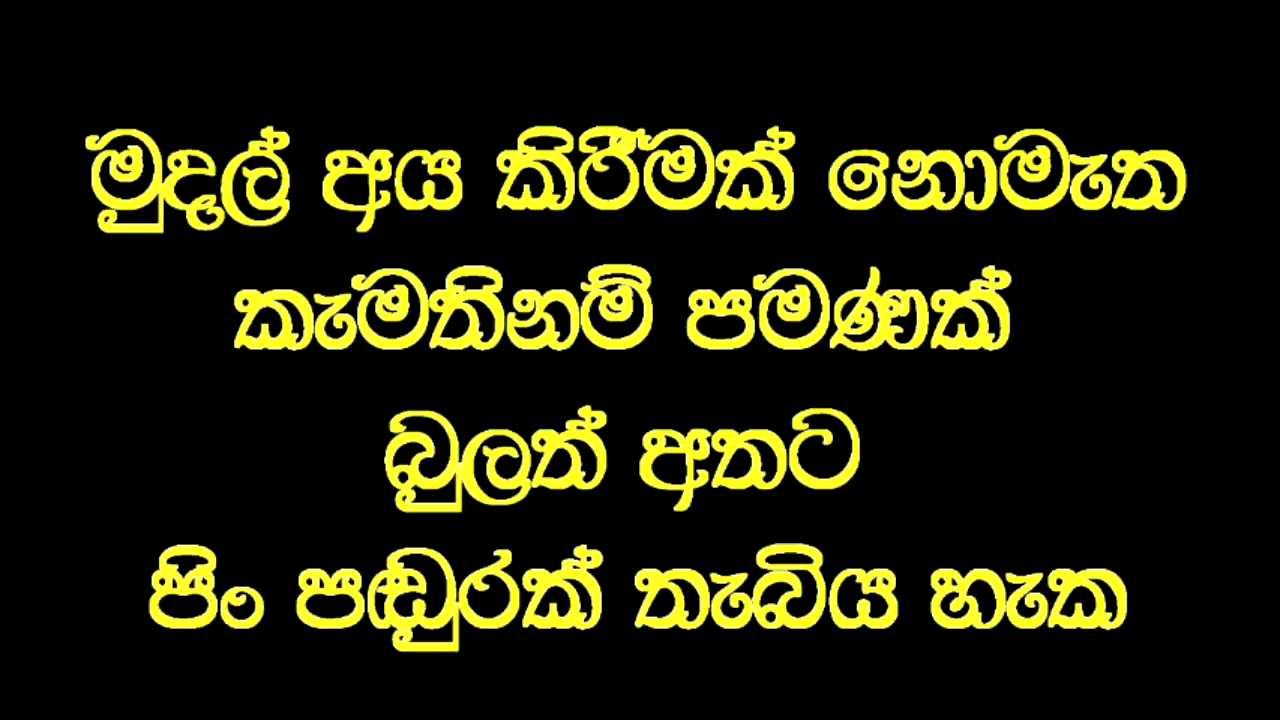 මුදල් අය කිරීමක් නොමැත
කැමතිනම් පමණක්
බුලත් අතට
පිං පඬුරක් තැබිය හැක